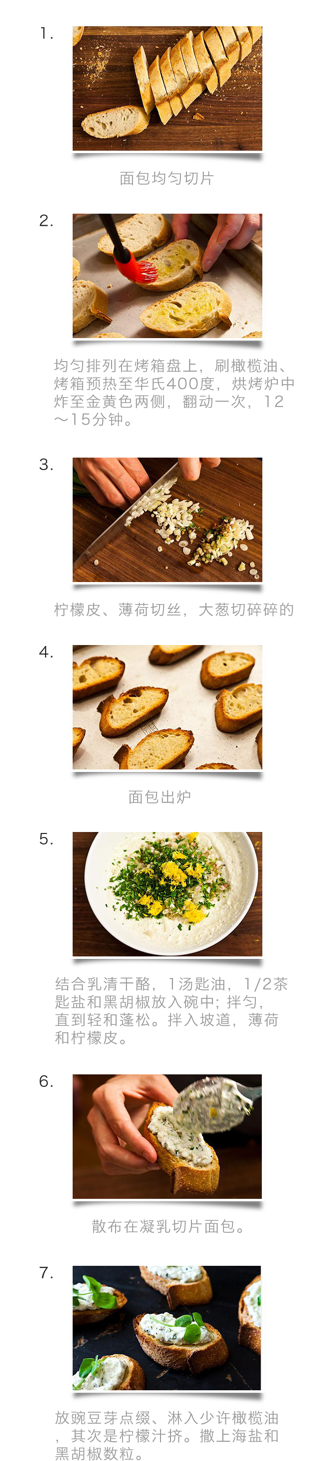 1.
面包均匀切片
2.
均匀排列在烤箱盘上，刷橄榄油、
烤箱预热至华氏400度，烘烤炉中
炸至金黄色两侧，翻动一次，12
～15分钟。
3.
柠檬皮、薄荷切丝，大葱切碎碎的
4.
面包出炉
5.
结合乳清干酪，1汤匙油，1/2茶
匙盐和黑胡椒放入碗中; 拌匀，
直到轻和蓬松。拌入坡道，薄荷
和柠檬皮。
6.
散布在凝乳切片面包。
7.
放豌豆芽点缀、淋入少许橄榄油
，其次是柠檬汁挤。撒上海盐和
黑胡椒数粒。